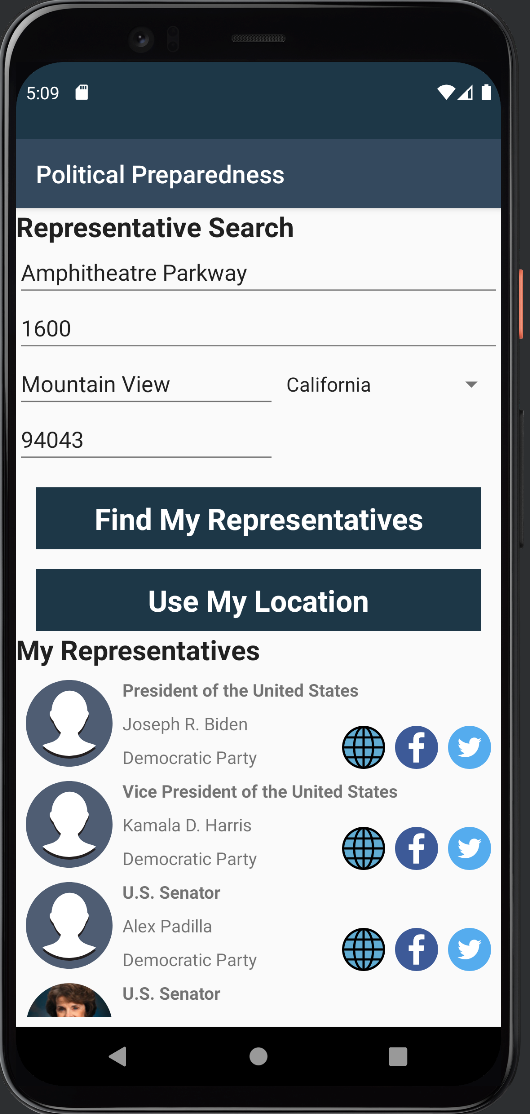 5:09
Political Preparedness
Representative Search
Amphitheatre Parkway
1600
Mountain View California
94043
Find My Representatives
Use My Location
My Representatives
President of the United States
Joseph R. Biden
Democratic Party
Vice President of the United States
Kamala D. Harris
Democratic Party
U.S. Senator
Alex Padilla
Democratic Party
U.S. Senator